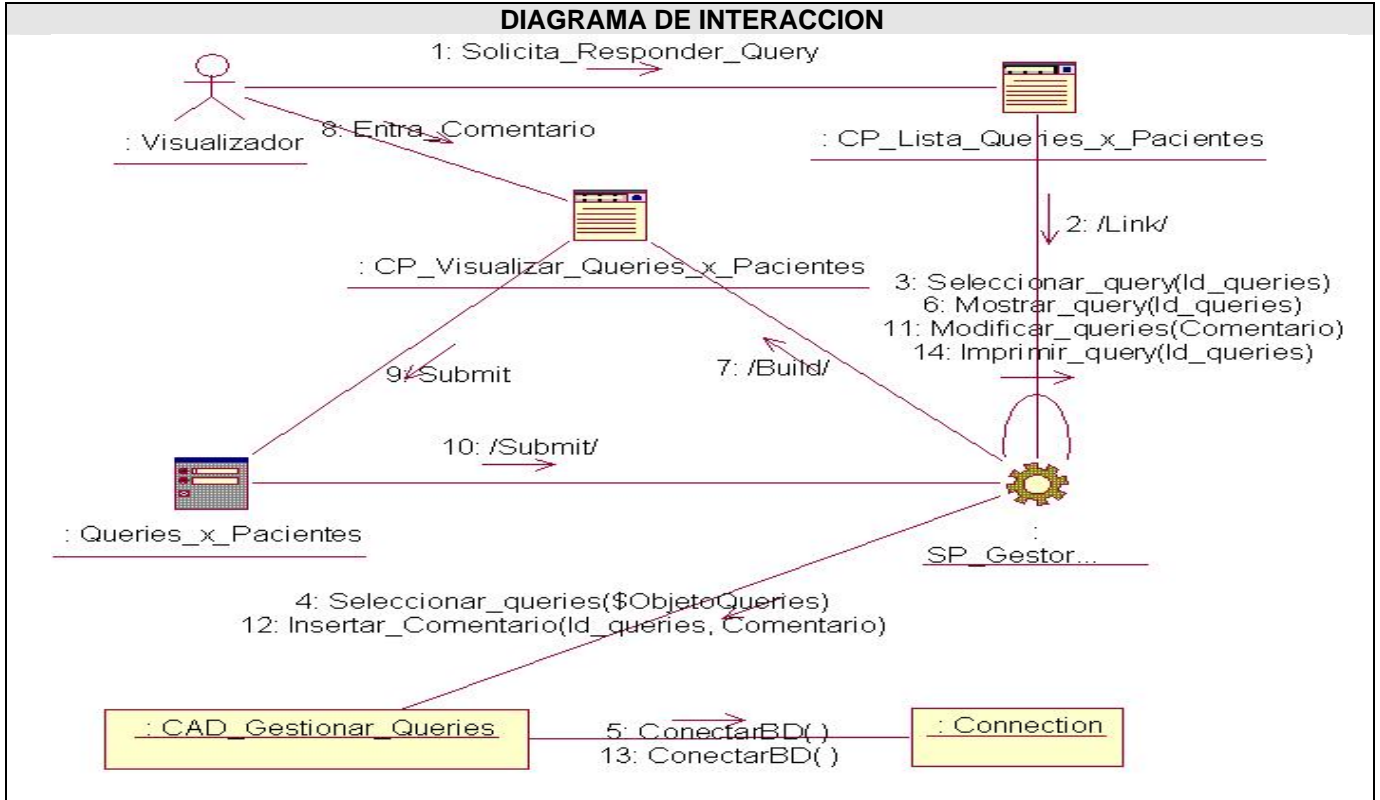 DIAGRAMA DE INTERACCION
1: Solicita_Responder_Query
8: Entra_Comentario
: Visualizador
: CP_Lista_Queries_x_Pacientes
2: /Link/
: CP_Visualizar_Queries_x_Pacientes
3: Seleccionar_query(Id_queries)
6: Mostrar_query(Id_queries)
11: Modificar_queries(Comentario)
14: Imprimir_query(Id_queries)
9:/Submit
7: /Build/
10: /Submit/
: Queries_x_Pacientes
:
SP_Gestor...
4: Seleccionar_queries($ObjetoQueries)
12: Insertar_Comentario(Id_queries, Comentario)
: CAD_Gestionar_Queries
5: ConectarBD( )
13: ConectarBD( )
: Connection